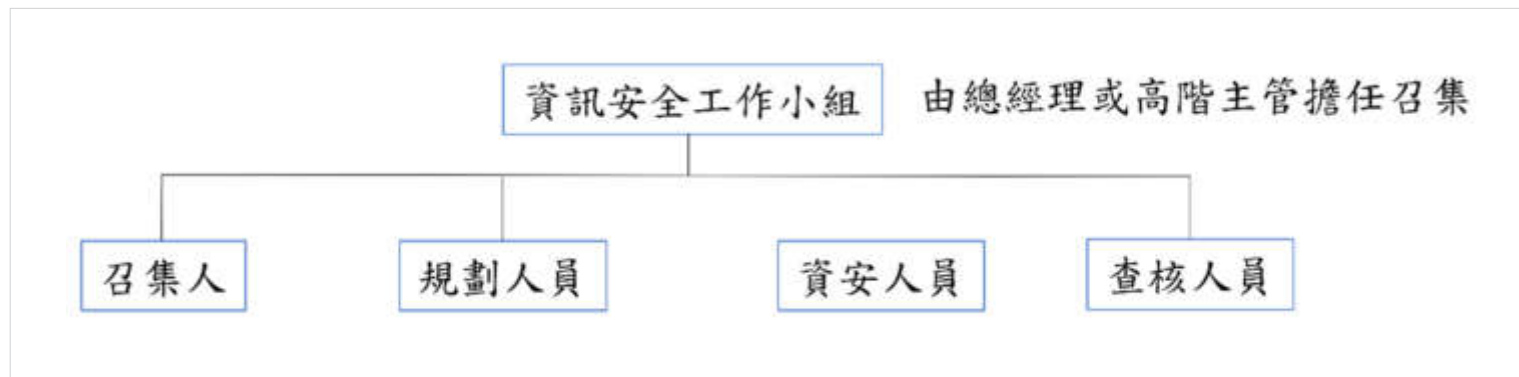 資訊安全工作小組
由總經理或高階主管擔任召集
召集人
規劃人員
資安人員
查核人員